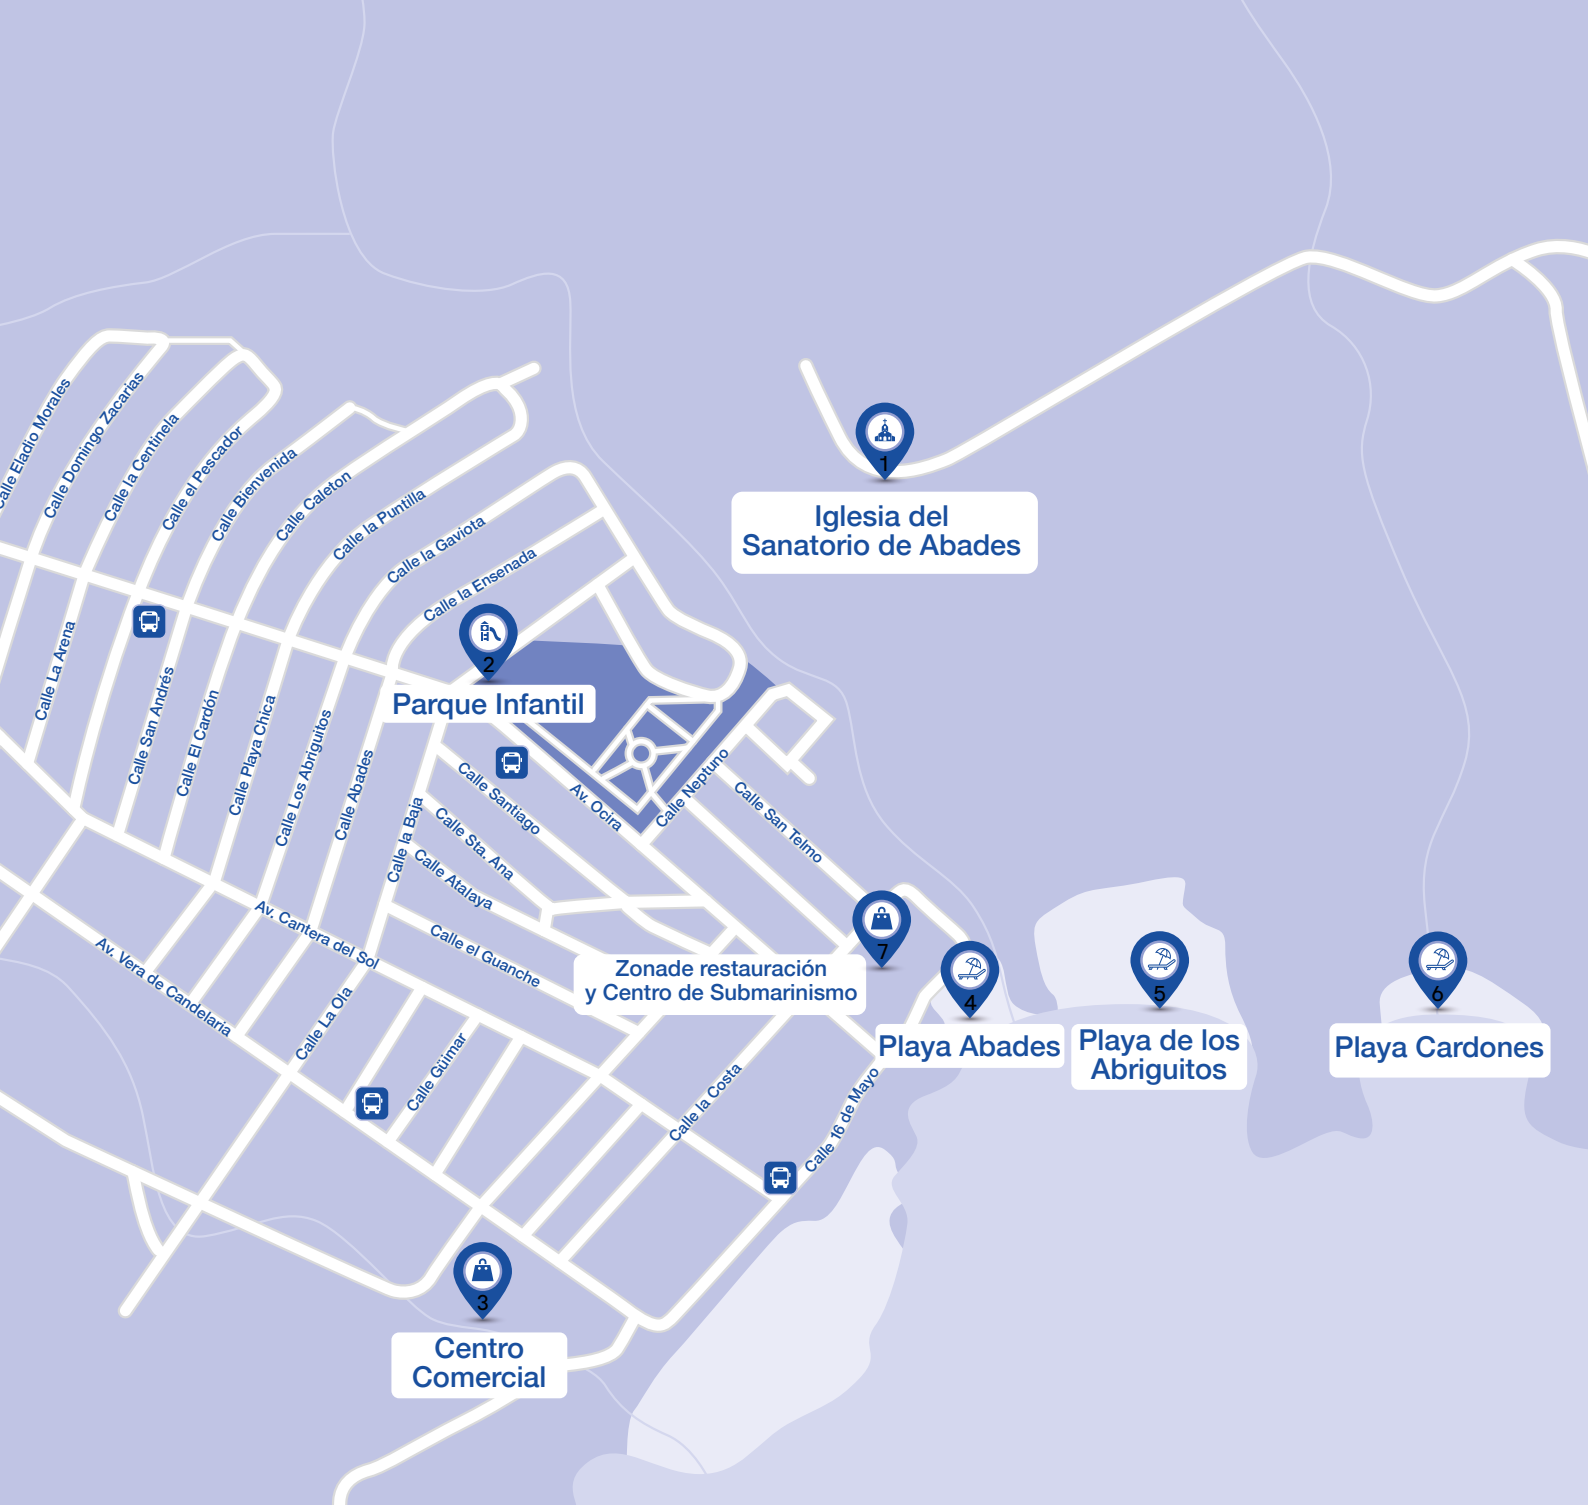 Calle Eladio Morales
Calle Domingo Zacarias
Calle la Centinela
Calle el Pescador
Calle Bienvenida
Calle Caleton
Calle la Puntilla
Calle la Gaviota
Calle la Ensenada
1
Iglesia del
Sanatorio de Abades
2
Parque Infantil
Calle La Arena
Calle San Andrés
Calle El Cardón
Calle Playa Chica
Calle Los Abriguitos
Calle Abades
Calle la Baja
Calle Santiago
Av. Ocira
Calle Neptuno
Calle San Telmo
Calle Sta. Ana
Calle Atalaya
Calle el Guanche
Av. Cantera del Sol
Av. Vera de Candelaria
Calle La Ola
Calle Güimar
Calle la Costa
Calle 16 de Mayo
7
Zonade restauración
y Centro de Submarinismo
4
Playa Abades
5
Playa de los
Abriguitos
6
Playa Cardones
3
Centro
Comercial